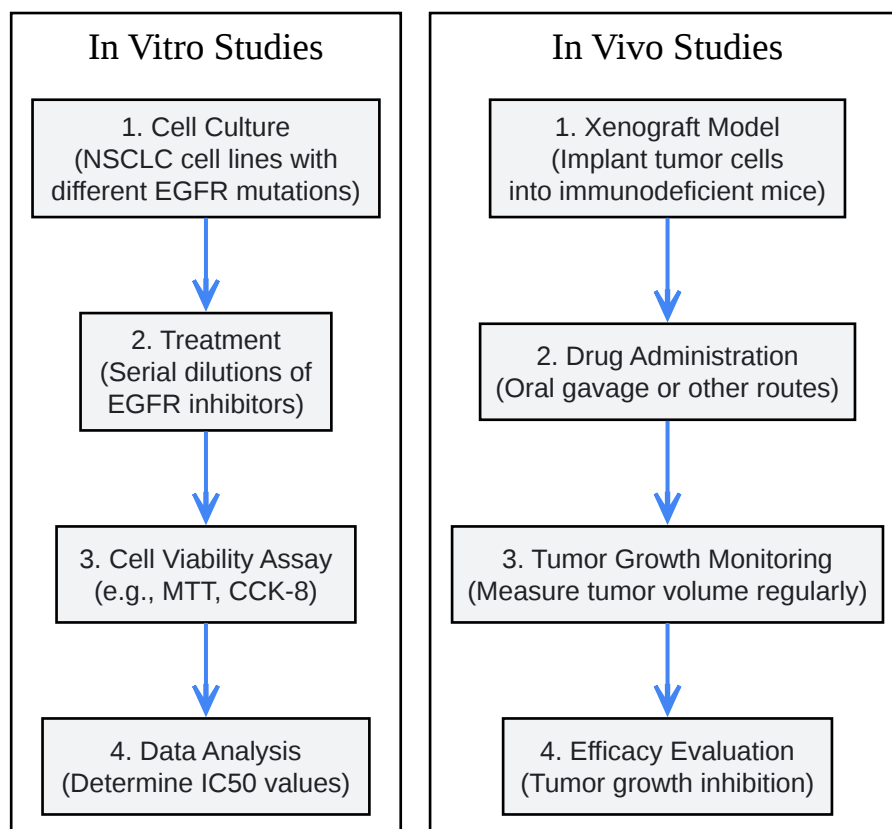 In Vitro Studies
1. Cell Culture
(NSCLC cell lines with
different EGFR mutations)
2. Treatment
(Serial dilutions of
EGFR inhibitors)
3. Cell Viability Assay
(e.g., MTT, CCK-8)
4. Data Analysis
(Determine IC50 values)
In Vivo Studies
1. Xenograft Model
(Implant tumor cells
into immunodeficient mice)
2. Drug Administration
(Oral gavage or other routes)
3. Tumor Growth Monitoring
(Measure tumor volume regularly)
4. Efficacy Evaluation
(Tumor growth inhibition)